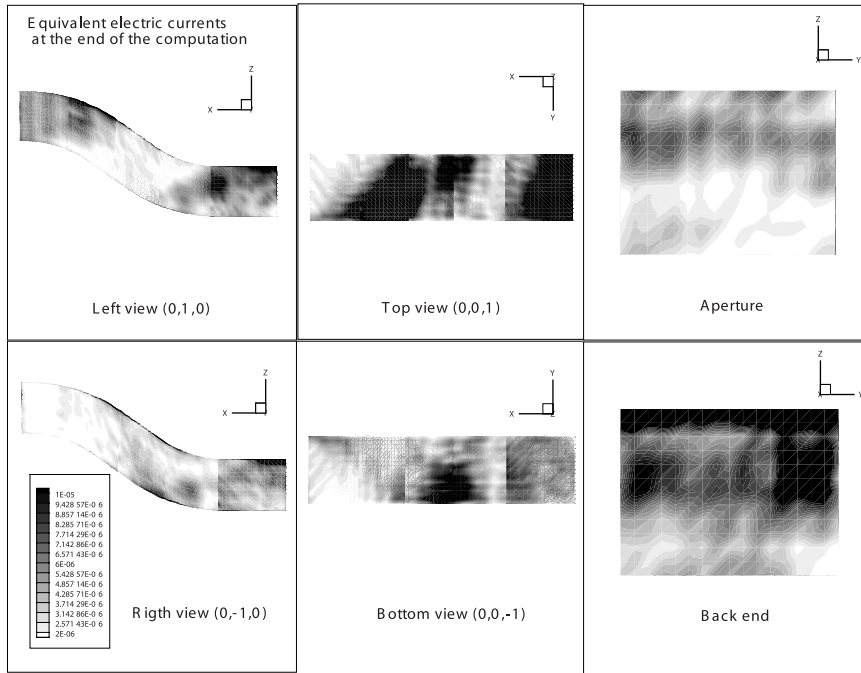 Equivalent electric currents
at the end of the computation
Z
X
Left view (0,1,0)
X
Z
Y
Top view (0,0,1)
Z
X
Y
Aperture
Z
X
1E-05
9.428 57E-0 6
8.857 14E-0 6
8.285 71E-0 6
7.714 29E-0 6
7.142 86E-0 6
6.571 43E-0 6
6E-06
5.428 57E-0 6
4.857 14E-0 6
4.285 71E-0 6
3.714 29E-0 6
3.142 86E-0 6
2.571 43E-0 6
2E-06
Rigth view (0,-1,0)
Y
X
Z
Bottom view (0,0,-1)
Z
X
Y
Back end